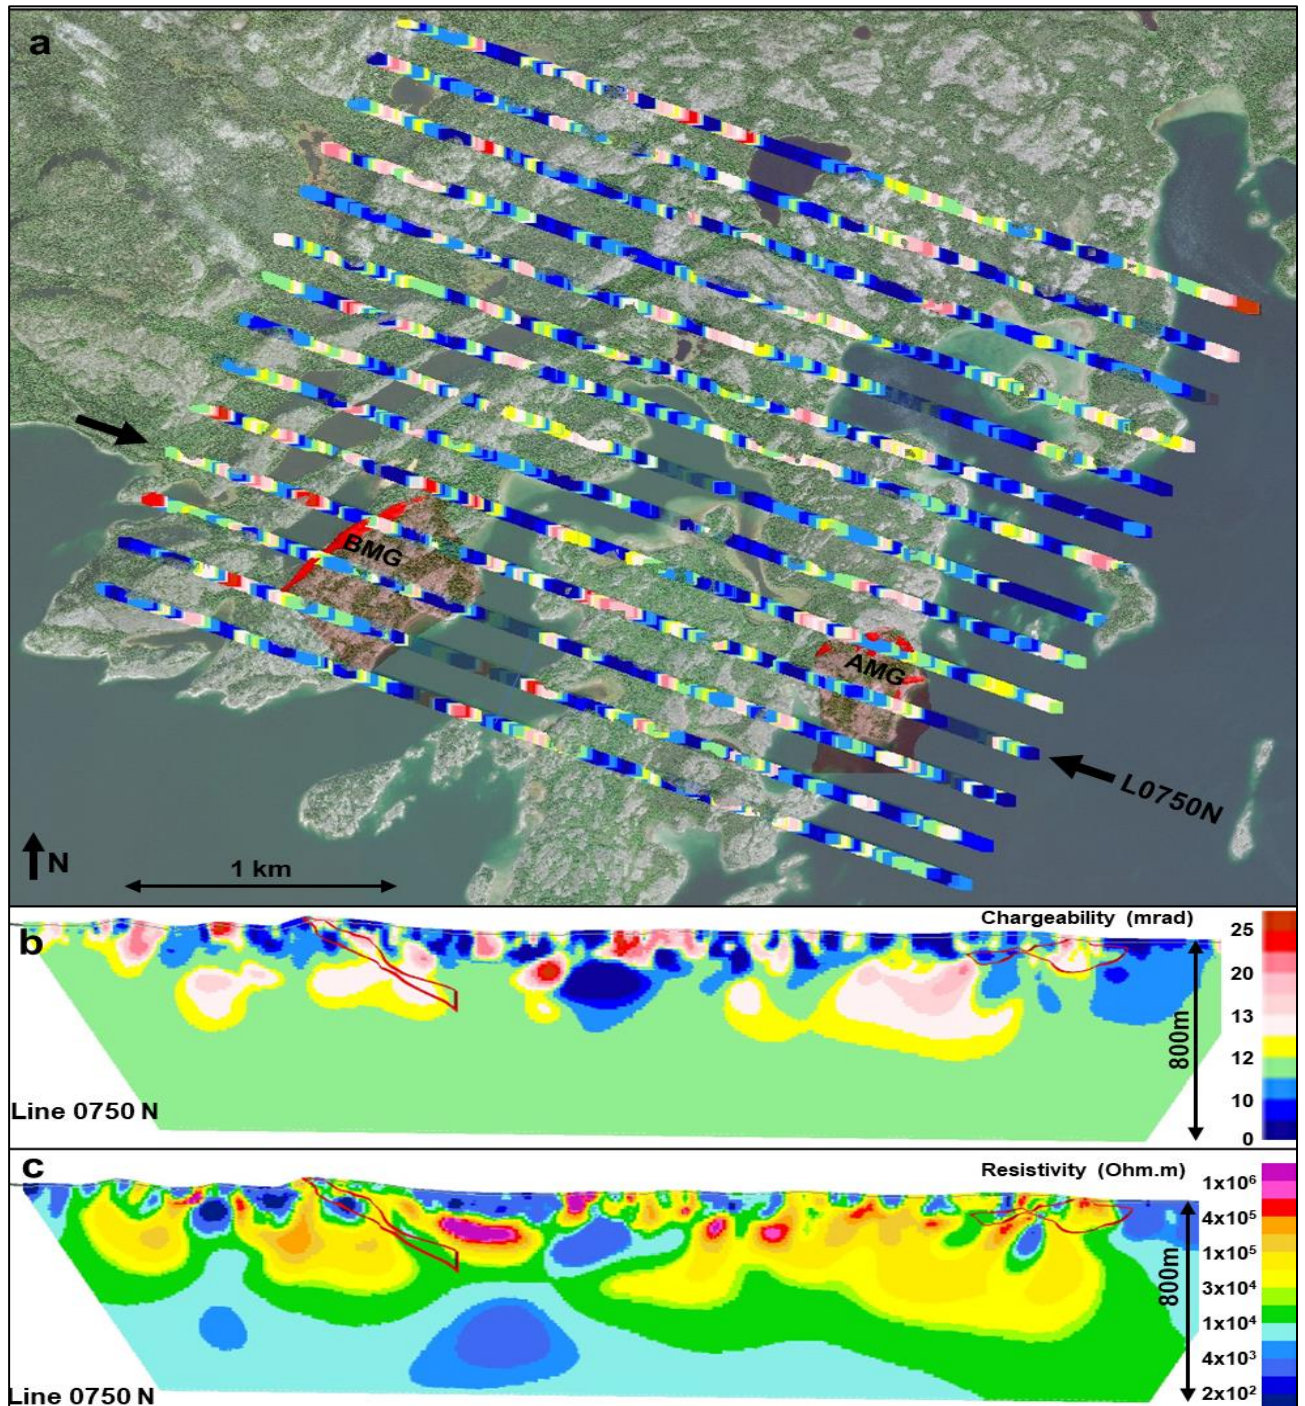 a
BMG
AMG
L0750N
N
1 km
b
Chargeability (mrad)
25
20
13
12
10
0
800m
Line 0750 N
c
Resistivity (Ohm.m)
1x10⁶
4x10⁵
1x10⁵
3x10⁴
1x10⁴
4x10³
2x10²
800m
Line 0750 N